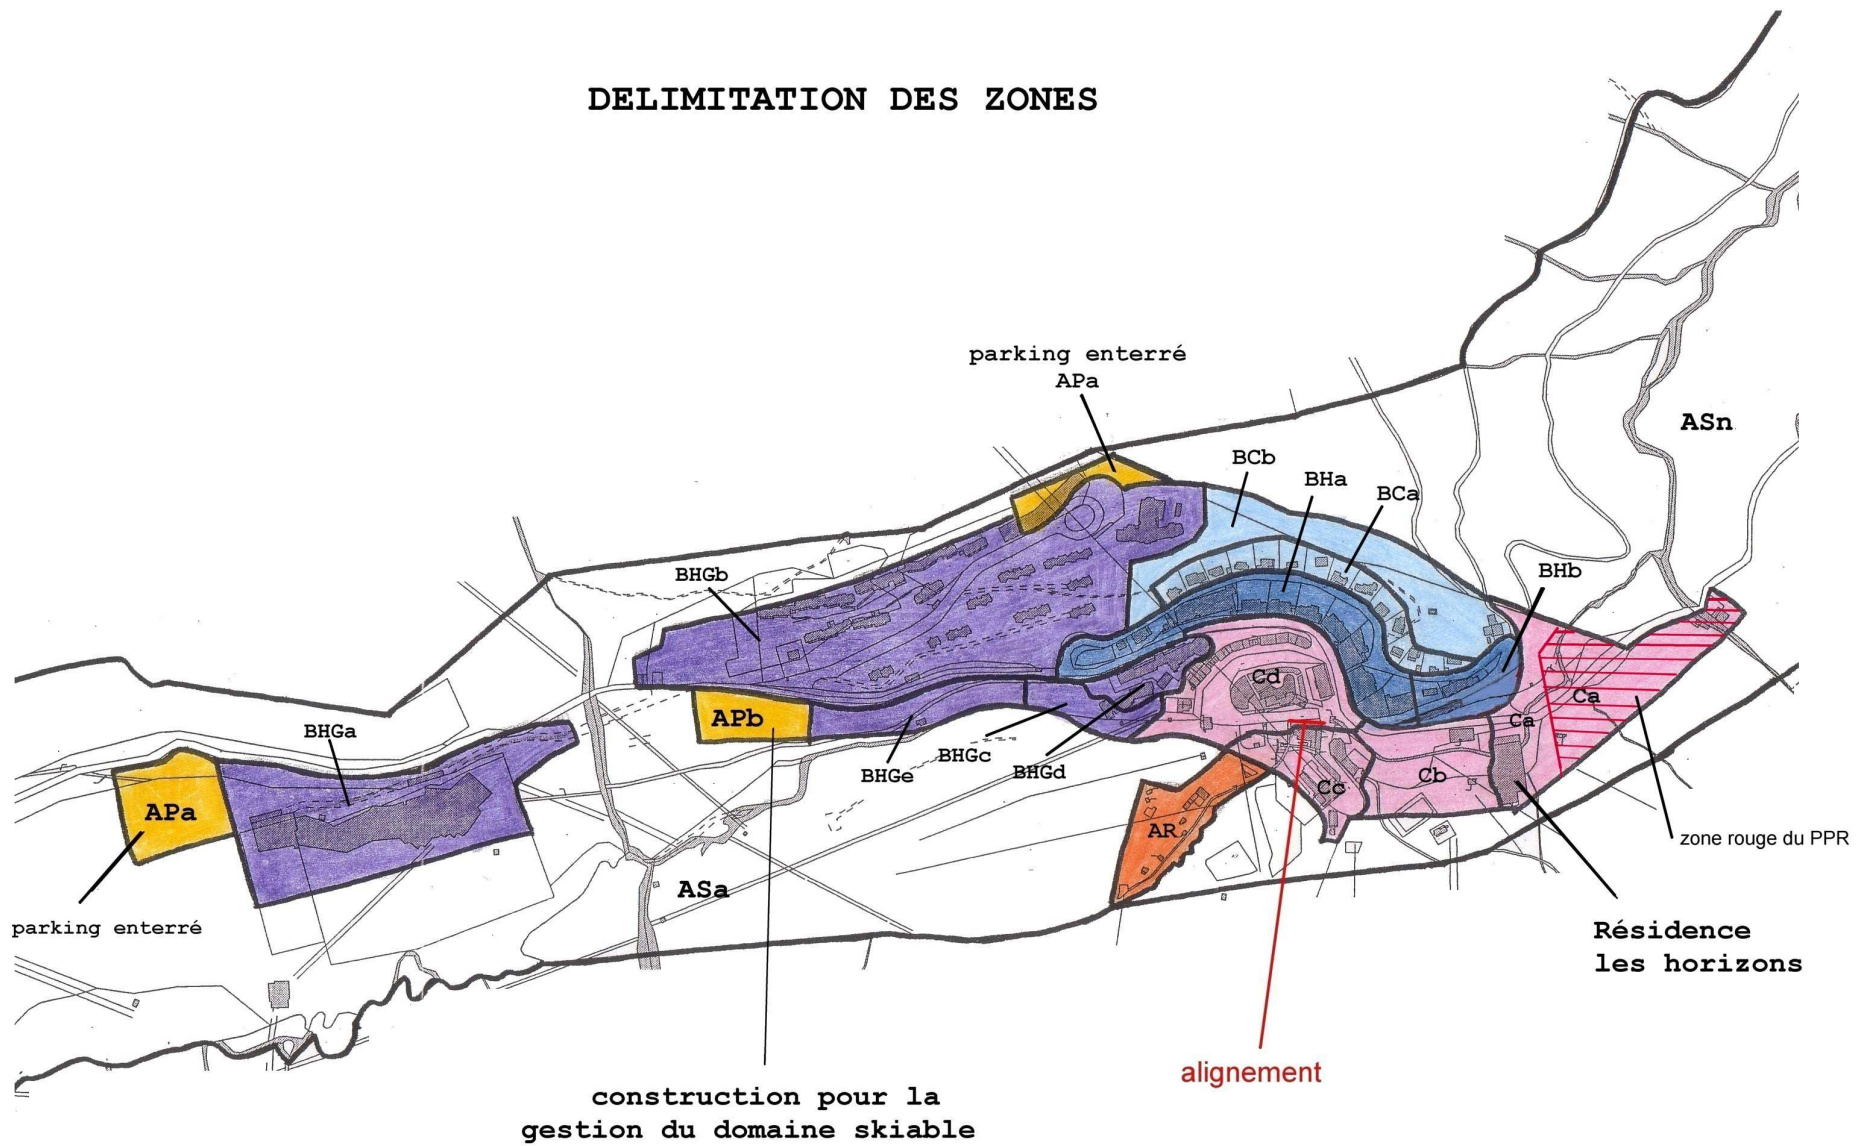 DELIMITATION DES ZONES
parking enterré
APa
ASn
BCb
BHa
BCa
BHGb
BHb
Cd
Ca
Ca
APb
BHGa
BHGe
BHGc
BHGd
Cb
Cc
APa
AR
zone rouge du PPR
ASa
parking enterré
Résidence
les horizons
alignement
construction pour la
gestion du domaine skiable